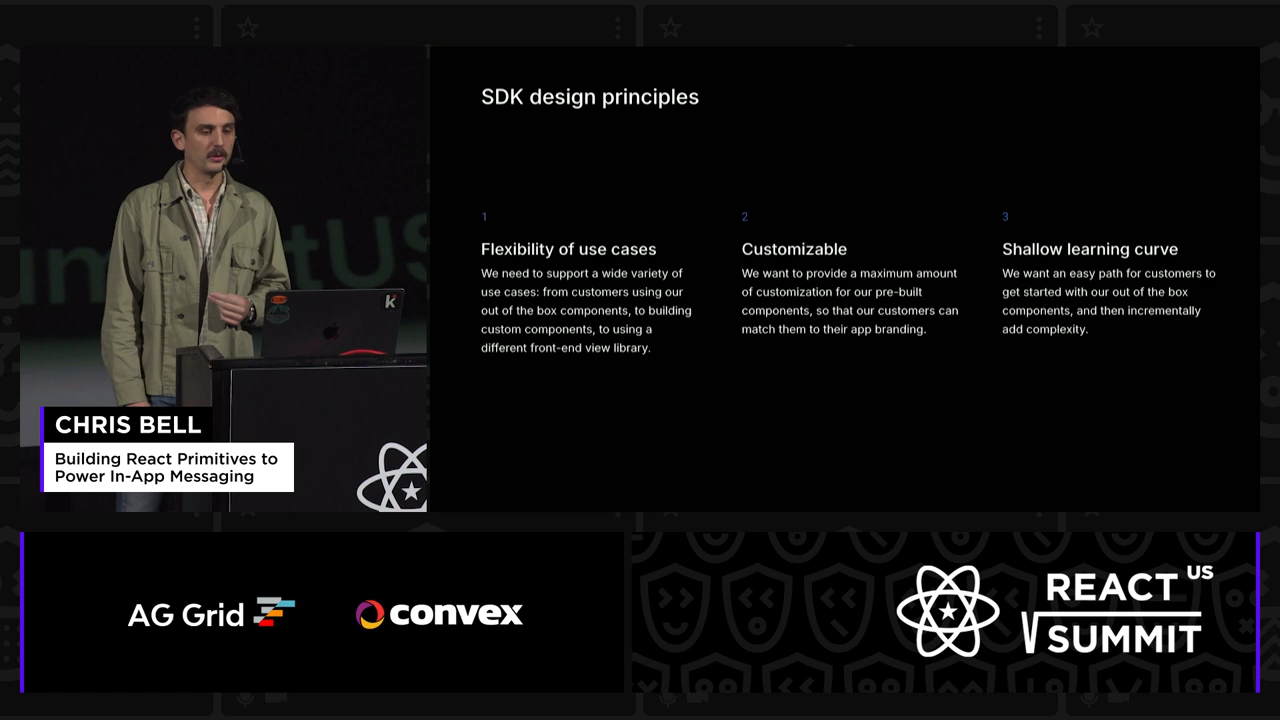 SDK design principles
1
Flexibility of use cases
We need to support a wide variety of
use cases: from customers using our
out of the box components, to building
custom components, to using a
different front-end view library.
2
Customizable
We want to provide a maximum amount
of customization for our pre-built
components, so that our customers can
match them to their app branding.
3
Shallow learning curve
We want an easy path for customers to
get started with our out of the box
components, and then incrementally
add complexity.
k
CHRIS BELL
Building React Primitives to
Power In-App Messaging
AG Grid
convex
REACT US
SUMMIT